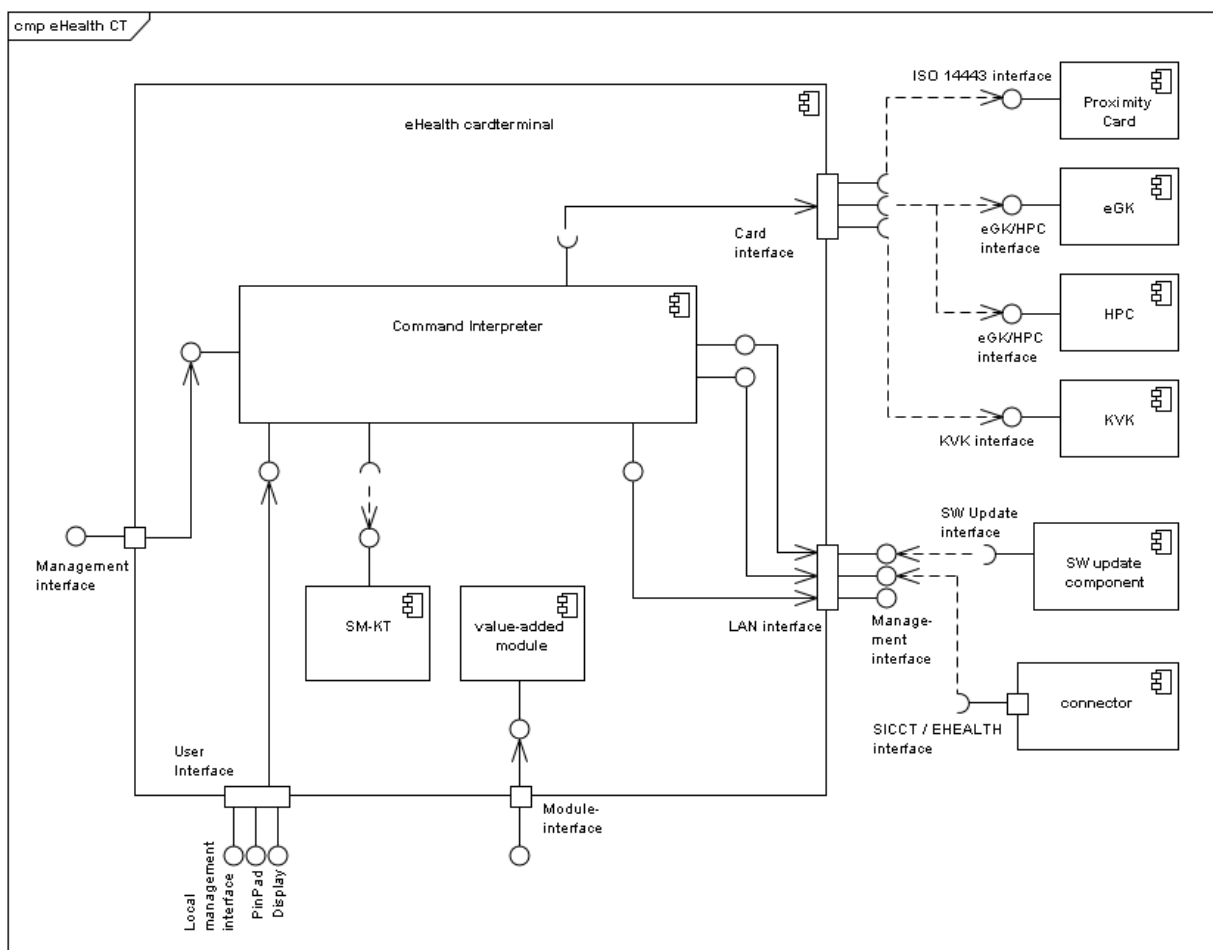 cmp eHealth CT
ISO 14443 interface
Proximity
Card
eHealth cardterminal
eGK
Card
interface
eGK/HPC
interface
HPC
Command Interpreter
eGK/HPC
interface
KVK
KVK interface
SW Update
interface
SW update
component
Management
interface
SM-KT
value-added
module
LAN interface
Manage-
ment
interface
connector
SICCT / EHEALTH
interface
User
Interface
Module-
interface
Local
management
interface
PinPad
Display